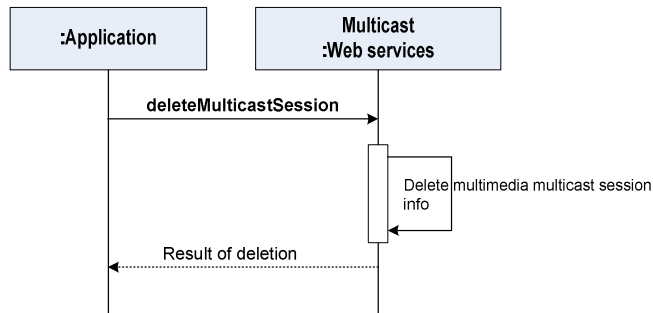 :Application
Multicast
:Web services
deleteMulticastSession
Delete multimedia multicast session
info
Result of deletion